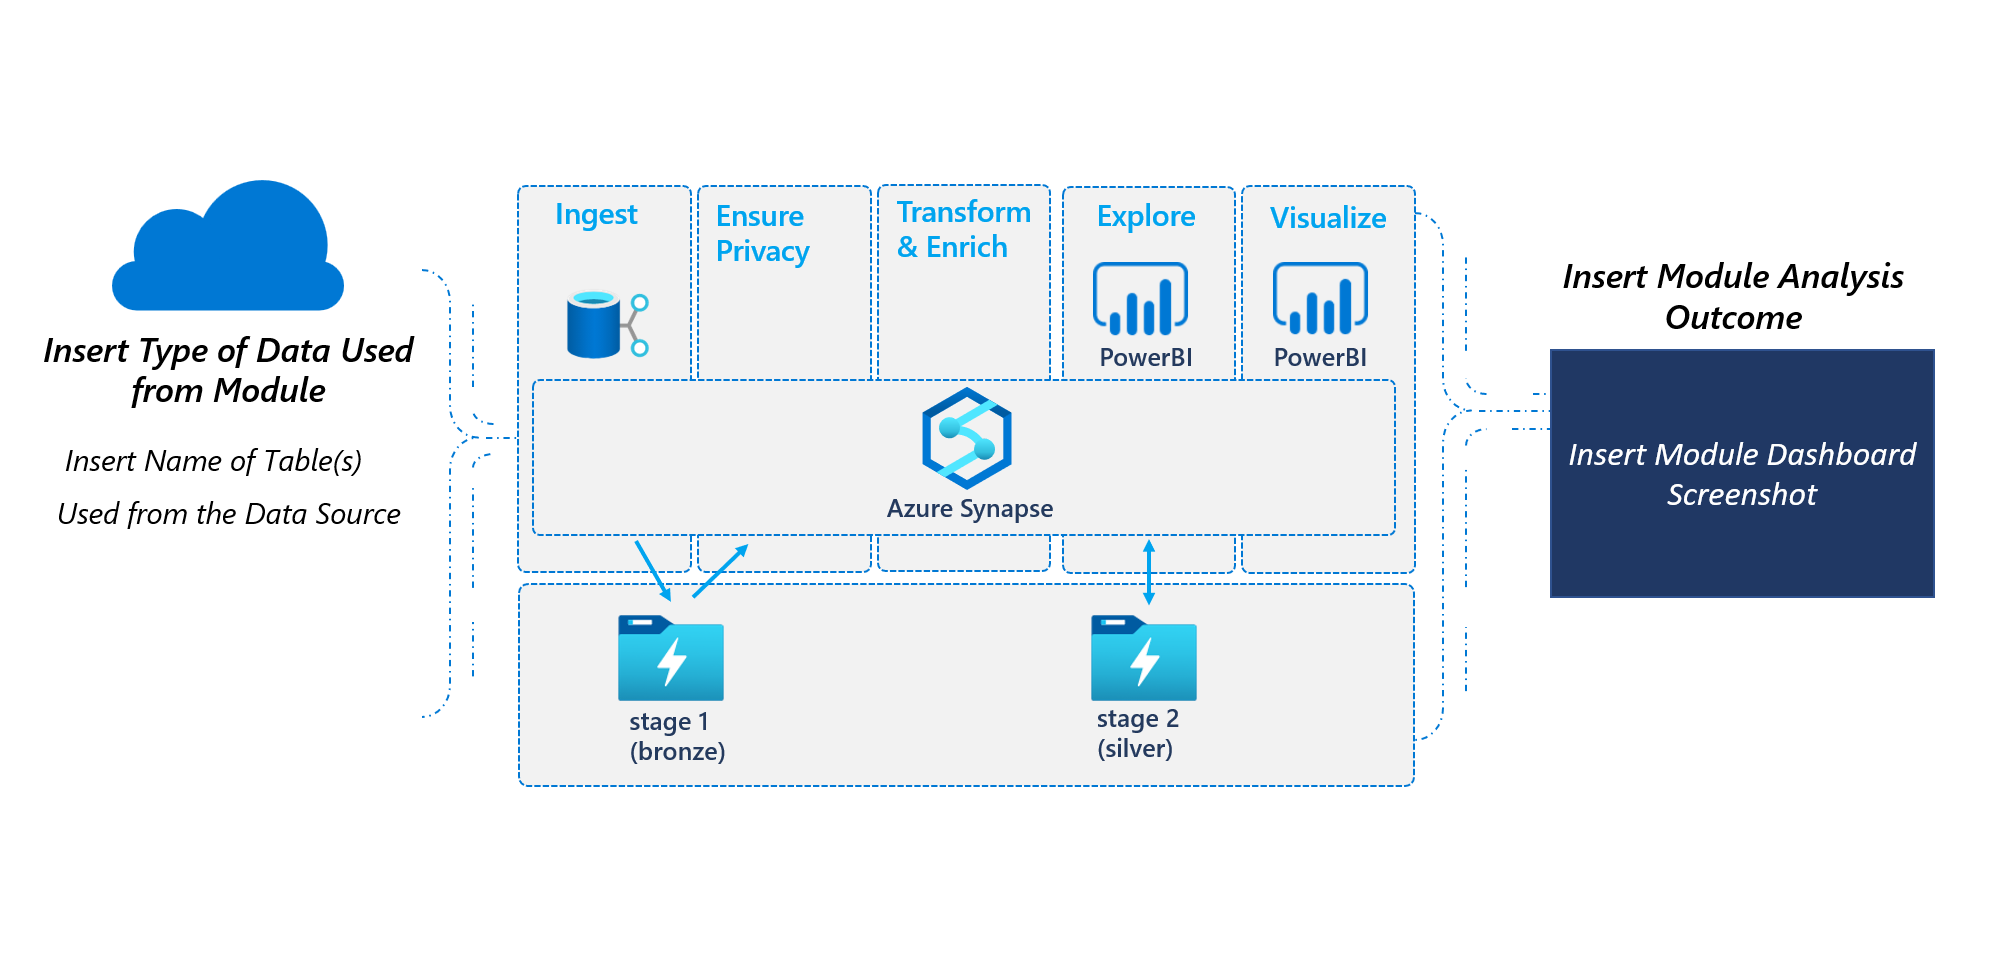 Insert Type of Data Used
from Module
Insert Name of Table(s)
Used from the Data Source
Ingest
Ensure
Privacy
Transform
& Enrich
Explore
PowerBI
Visualize
PowerBI
Azure Synapse
stage 1
(bronze)
stage 2
(silver)
Insert Module Analysis
Outcome
Insert Module Dashboard
Screenshot